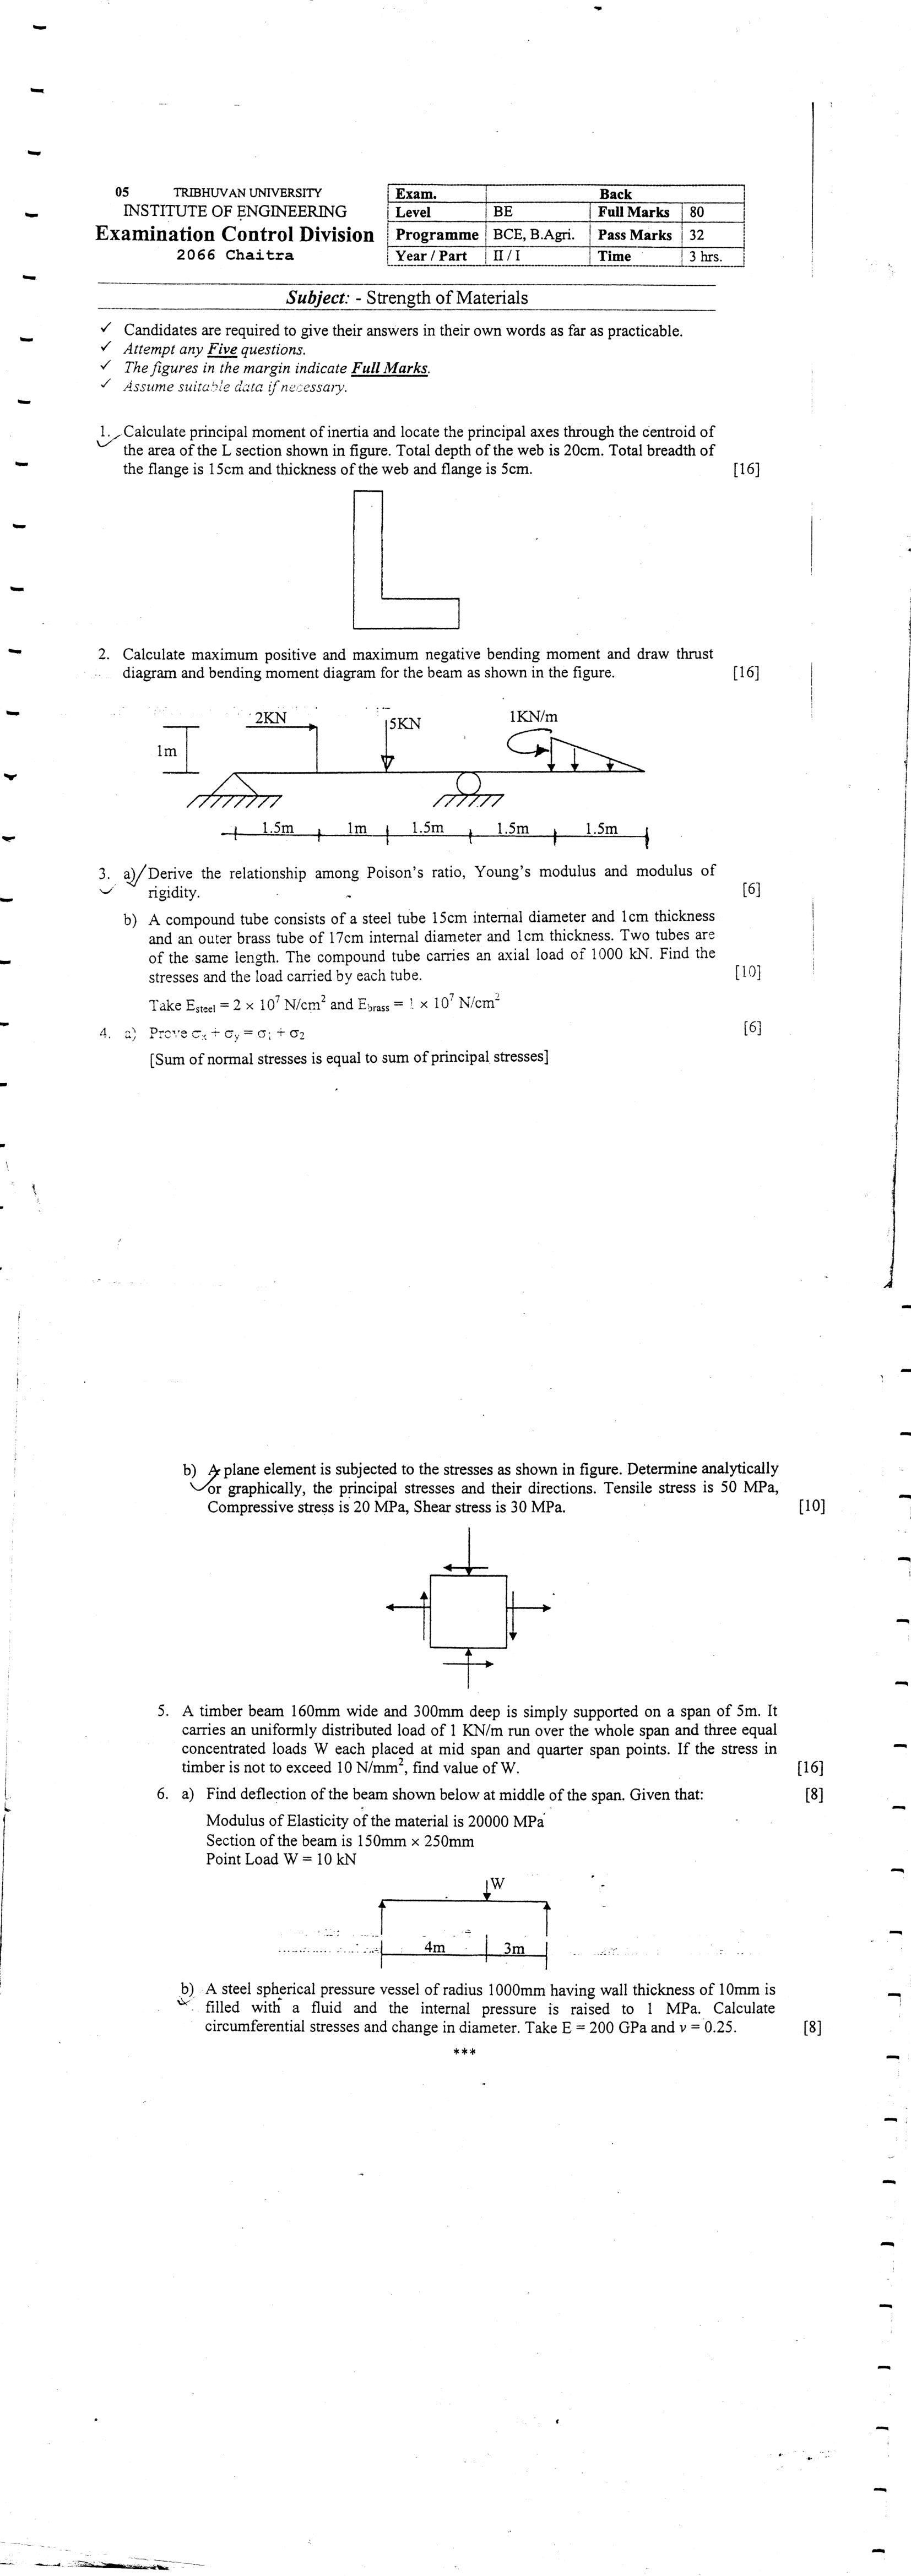 05 TRIBHUVAN UNIVERSITY
INSTITUTE OF ENGINEERING
Examination Control Division
2066 Chaitra
Exam. Back
Level BE Full Marks 80
Programme BCE, B.Agri. Pass Marks 32
Year / Part II / I Time 3 hrs.
Subject: - Strength of Materials
✓ Candidates are required to give their answers in their own words as far as practicable.
✓ Attempt any Five questions.
✓ The figures in the margin indicate Full Marks.
✓ Assume suitable data if necessary.
1. Calculate principal moment of inertia and locate the principal axes through the centroid of
the area of the L section shown in figure. Total depth of the web is 20cm. Total breadth of
the flange is 15cm and thickness of the web and flange is 5cm. [16]
2. Calculate maximum positive and maximum negative bending moment and draw thrust
diagram and bending moment diagram for the beam as shown in the figure. [16]
2KN
5KN
1KN/m
1m
1.5m 1m 1.5m 1.5m 1.5m
3. a) Derive the relationship among Poison's ratio, Young's modulus and modulus of
rigidity. [6]
b) A compound tube consists of a steel tube 15cm internal diameter and 1cm thickness
and an outer brass tube of 17cm internal diameter and 1cm thickness. Two tubes are
of the same length. The compound tube carries an axial load of 1000 kN. Find the
stresses and the load carried by each tube. [10]
Take Esteel = 2 × 10⁷ N/cm² and Ebrass = 1 × 10⁷ N/cm²
4. a) Prove σx + σy = σ1 + σ2 [6]
[Sum of normal stresses is equal to sum of principal stresses]
b) A plane element is subjected to the stresses as shown in figure. Determine analytically
or graphically, the principal stresses and their directions. Tensile stress is 50 MPa,
Compressive stress is 20 MPa, Shear stress is 30 MPa. [10]
5. A timber beam 160mm wide and 300mm deep is simply supported on a span of 5m. It
carries an uniformly distributed load of 1 KN/m run over the whole span and three equal
concentrated loads W each placed at mid span and quarter span points. If the stress in
timber is not to exceed 10 N/mm², find value of W. [16]
6. a) Find deflection of the beam shown below at middle of the span. Given that: [8]
Modulus of Elasticity of the material is 20000 MPa
Section of the beam is 150mm × 250mm
Point Load W = 10 kN
W
4m 3m
b) A steel spherical pressure vessel of radius 1000mm having wall thickness of 10mm is
filled with a fluid and the internal pressure is raised to 1 MPa. Calculate
circumferential stresses and change in diameter. Take E = 200 GPa and ν = 0.25. [8]
***